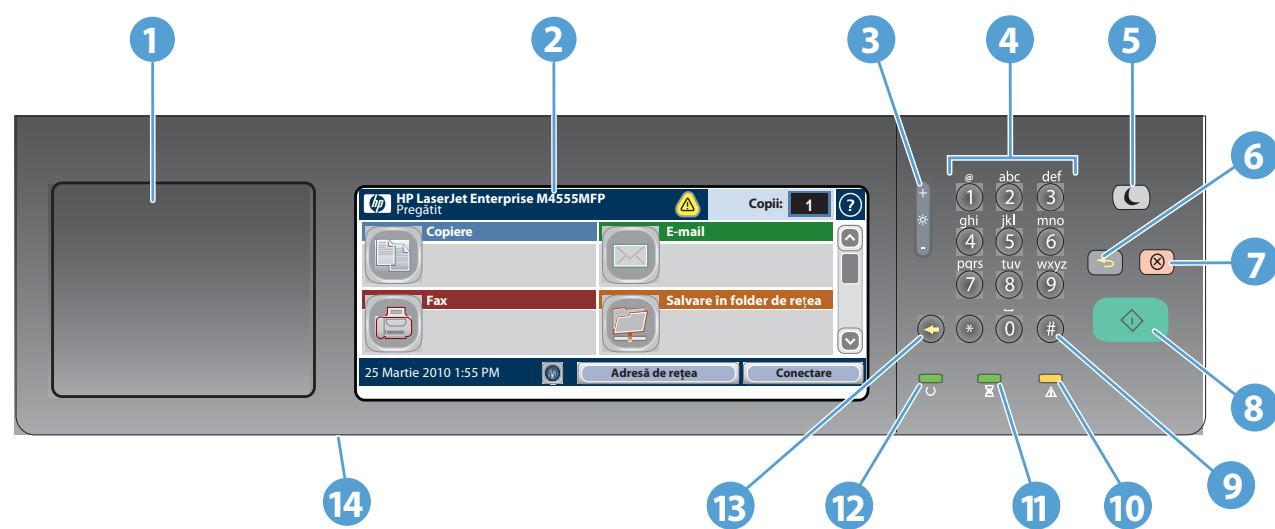 1
2
3
4
5
6
7
8
9
10
11
12
13
14
hp
HP LaserJet Enterprise M4555MFP
Pregătit
Copii: 1
?
Copiere
E-mail
Fax
Salvare în folder de rețea
25 Martie 2010 1:55 PM
Adresă de rețea
Conectare
+
-
@ abc def
1 2 3
ghi jkl mno
4 5 6
pqrs tuv wxyz
7 8 9
* 0 #